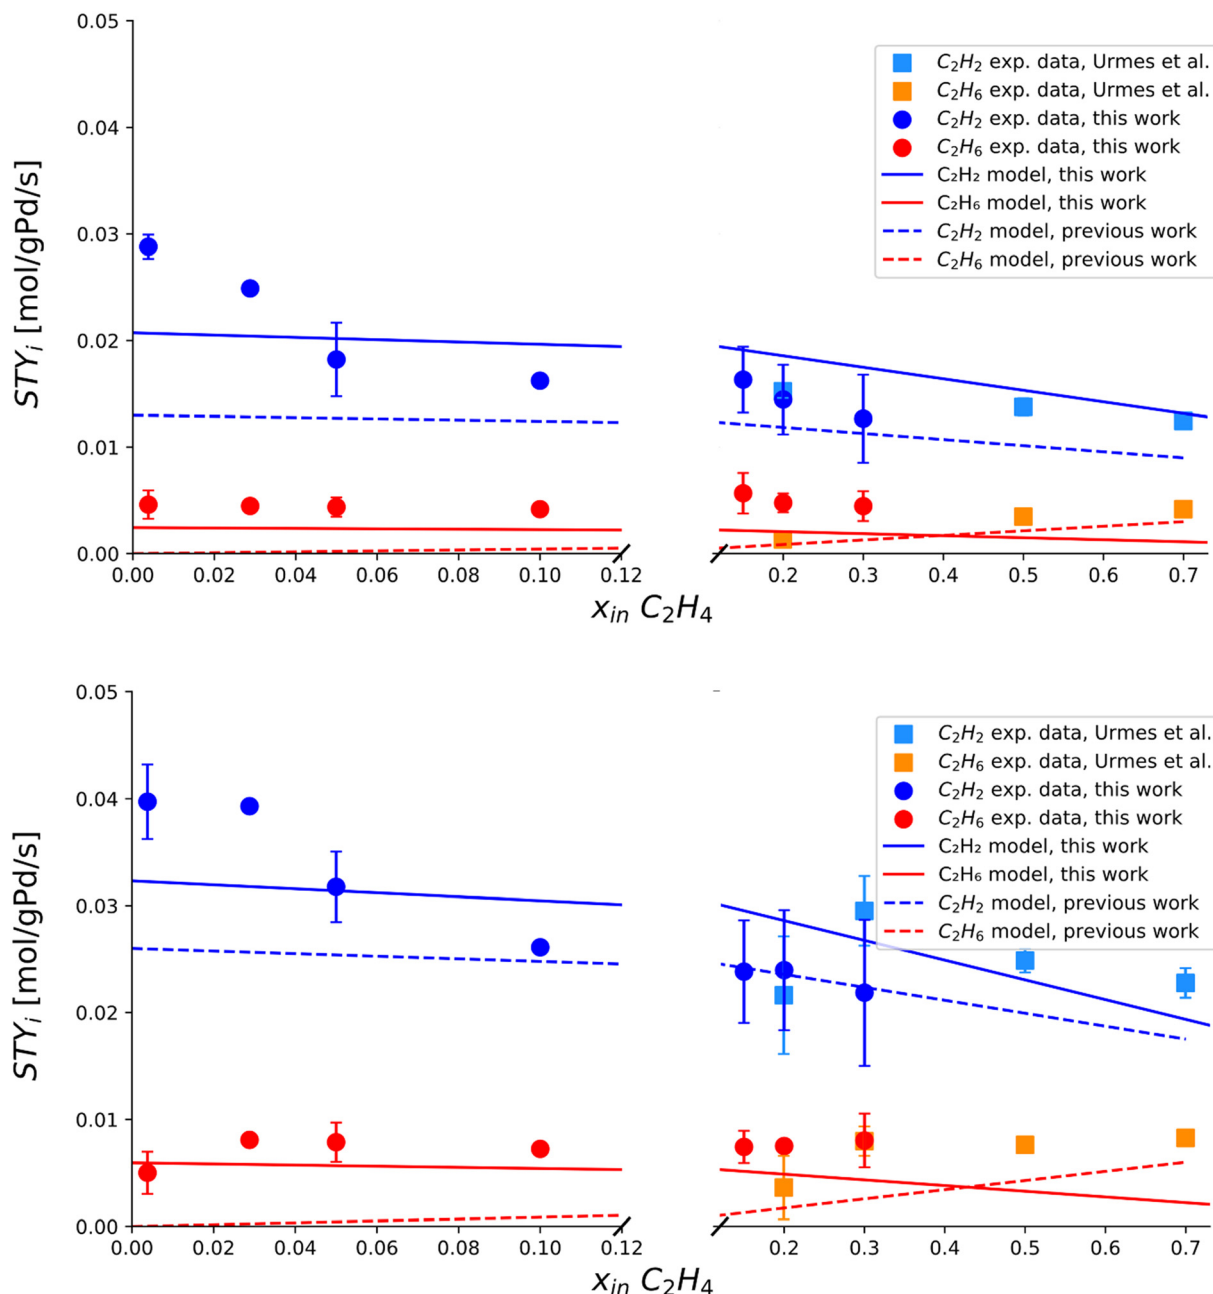 0.05
0.04
0.03
0.02
0.01
0.00
STYᵢ [mol/gPd/s]
C₂H₂ exp. data, Urmes et al.
C₂H₆ exp. data, Urmes et al.
C₂H₂ exp. data, this work
C₂H₆ exp. data, this work
C₂H₂ model, this work
C₂H₆ model, this work
C₂H₂ model, previous work
C₂H₆ model, previous work
0.00 0.02 0.04 0.06 0.08 0.10 0.12 0.2 0.3 0.4 0.5 0.6 0.7
xᵢₙ C₂H₄
0.05
0.04
0.03
0.02
0.01
0.00
STYᵢ [mol/gPd/s]
C₂H₂ exp. data, Urmes et al.
C₂H₆ exp. data, Urmes et al.
C₂H₂ exp. data, this work
C₂H₆ exp. data, this work
C₂H₂ model, this work
C₂H₆ model, this work
C₂H₂ model, previous work
C₂H₆ model, previous work
0.00 0.02 0.04 0.06 0.08 0.10 0.12 0.2 0.3 0.4 0.5 0.6 0.7
xᵢₙ C₂H₄